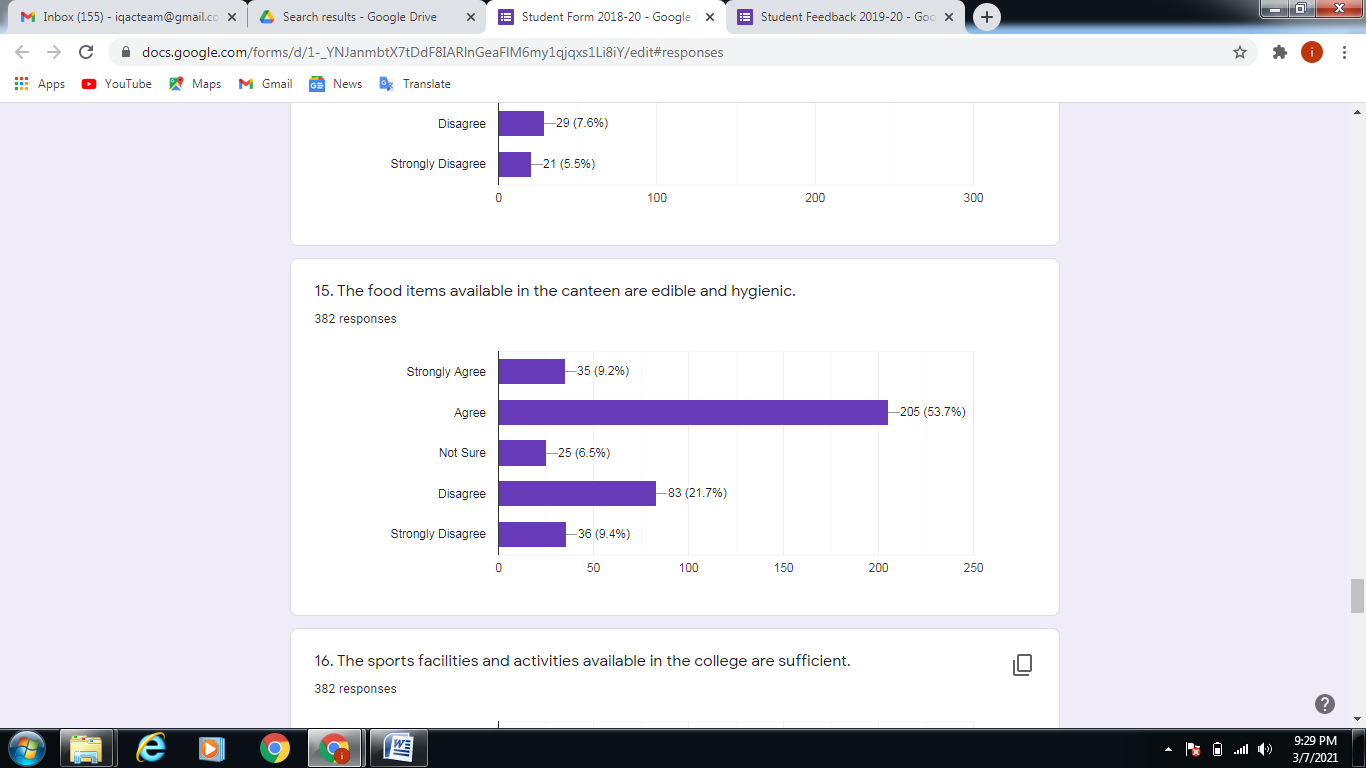 Inbox (155) - iqacteam@gmail.co
Search results - Google Drive
Student Form 2018-20 - Google
Student Feedback 2019-20 - Goo
docs.google.com/forms/d/1-_YNJanmbtX7tDdF8IARlnGeaFIM6my1qjqxs1Li8iY/edit#responses
i
Apps
YouTube
Maps
Gmail
News
Translate
Disagree
29 (7.6%)
Strongly Disagree
21 (5.5%)
0 100 200 300
15. The food items available in the canteen are edible and hygienic.
382 responses
Strongly Agree
35 (9.2%)
Agree
205 (53.7%)
Not Sure
25 (6.5%)
Disagree
83 (21.7%)
Strongly Disagree
36 (9.4%)
0 50 100 150 200 250
16. The sports facilities and activities available in the college are sufficient.
382 responses
9:29 PM
3/7/2021